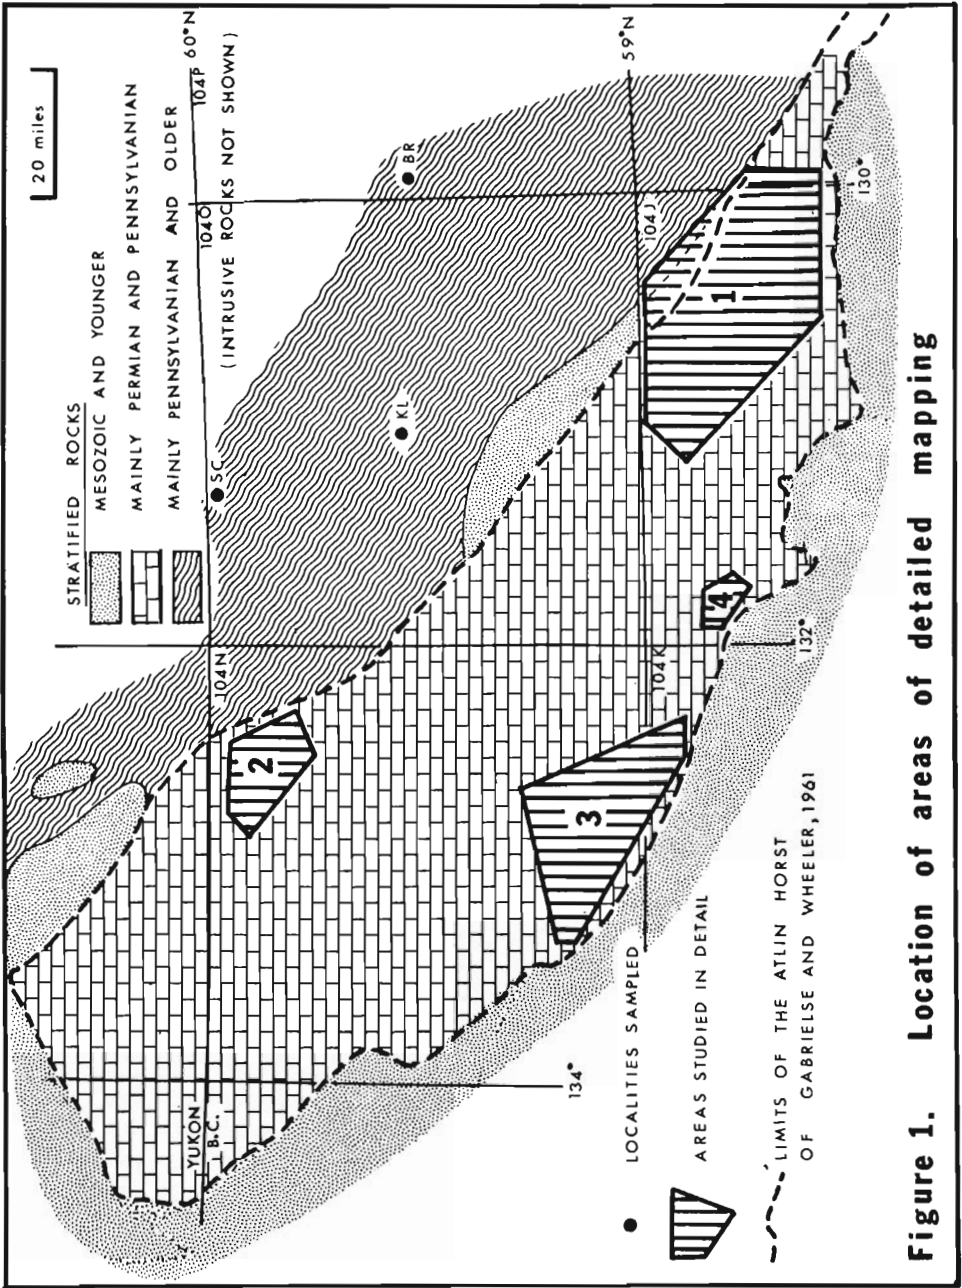 20 miles
STRATIFIED ROCKS
MESOZOIC AND YOUNGER
MAINLY PERMIAN AND PENNSYLVANIAN
MAINLY PENNSYLVANIAN AND OLDER
(INTRUSIVE ROCKS NOT SHOWN)
60°N
104P
104O
SC
KL
BR
59°N
104J
104N
104K
YUKON
B.C.
1
2
3
4
130°
132°
134°
LOCALITIES SAMPLED
AREAS STUDIED IN DETAIL
LIMITS OF THE ATLIN HORST
OF GABRIELSE AND WHEELER, 1961
Figure 1. Location of areas of detailed mapping